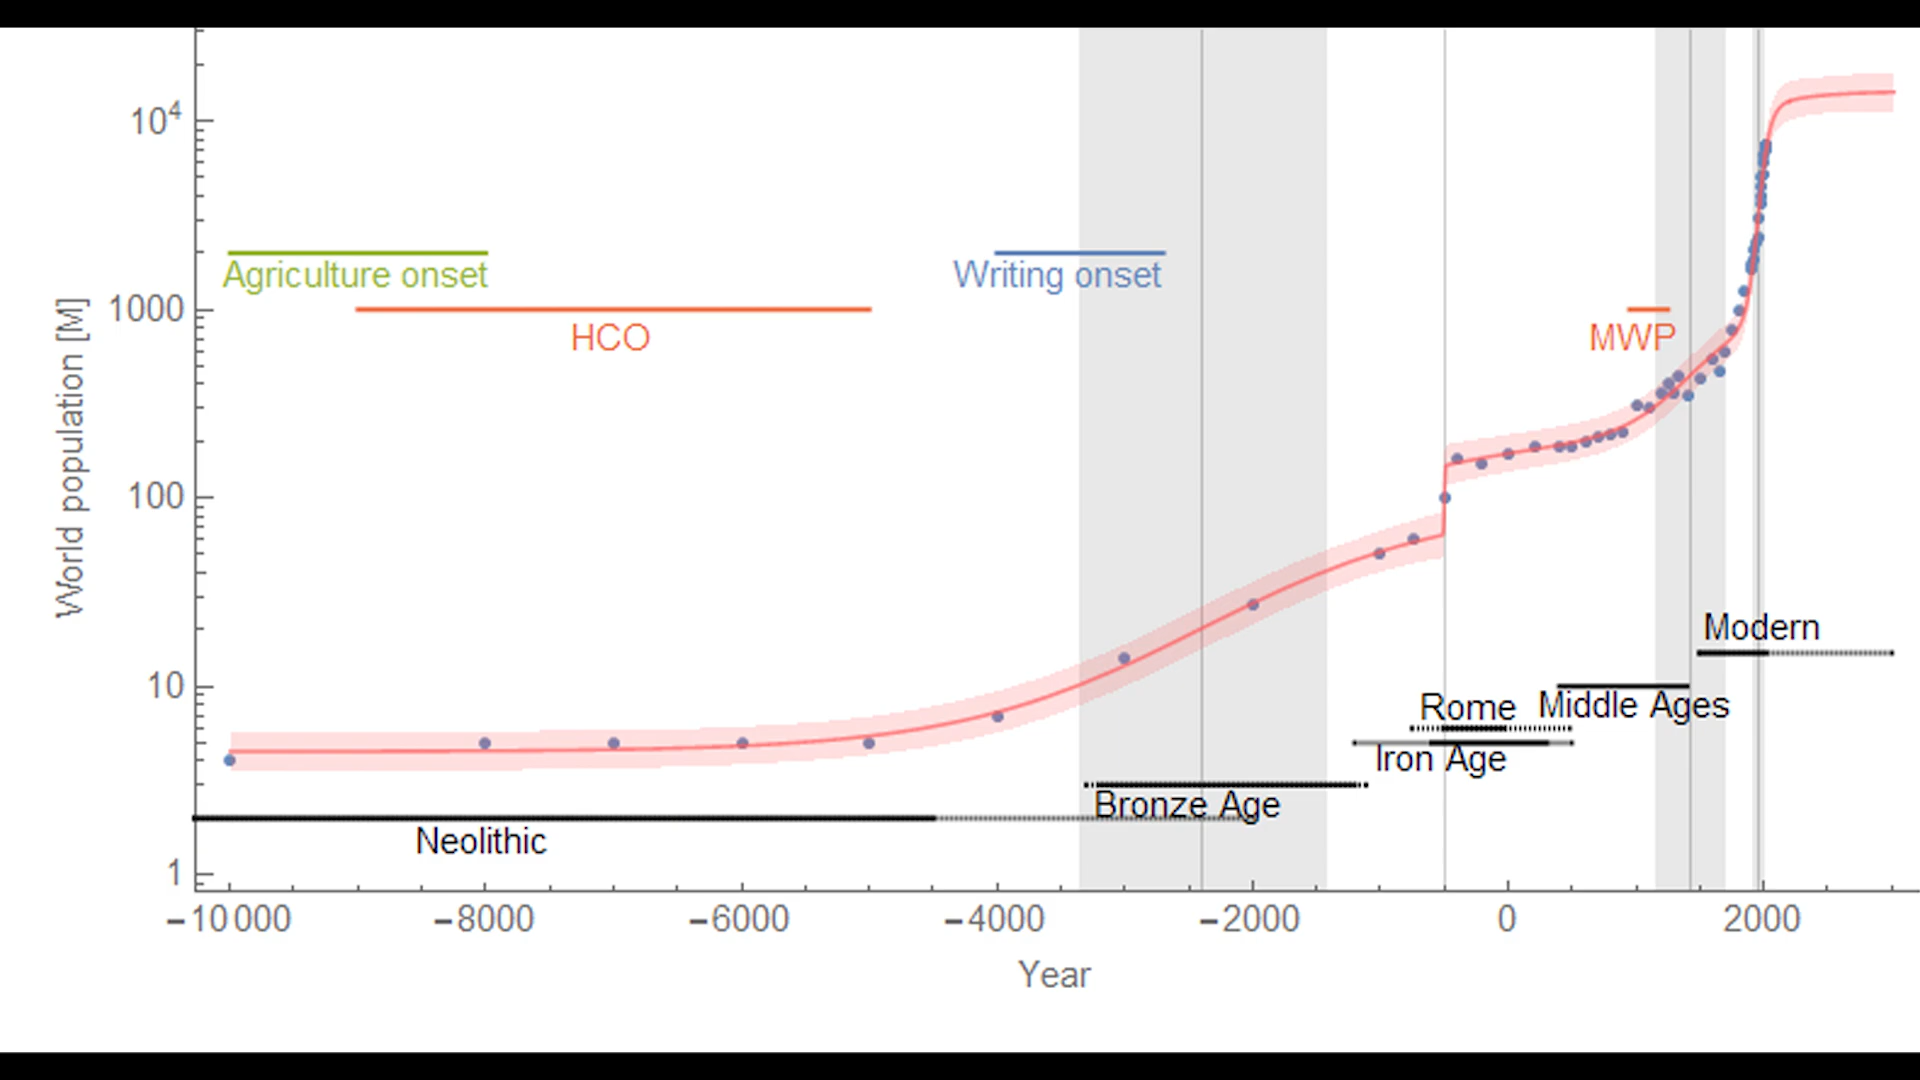 10⁴
1000
100
10
1
World population [M]
Agriculture onset
HCO
Writing onset
MWP
Modern
Rome
Middle Ages
Iron Age
Bronze Age
Neolithic
−10 000 −8000 −6000 −4000 −2000 0 2000
Year